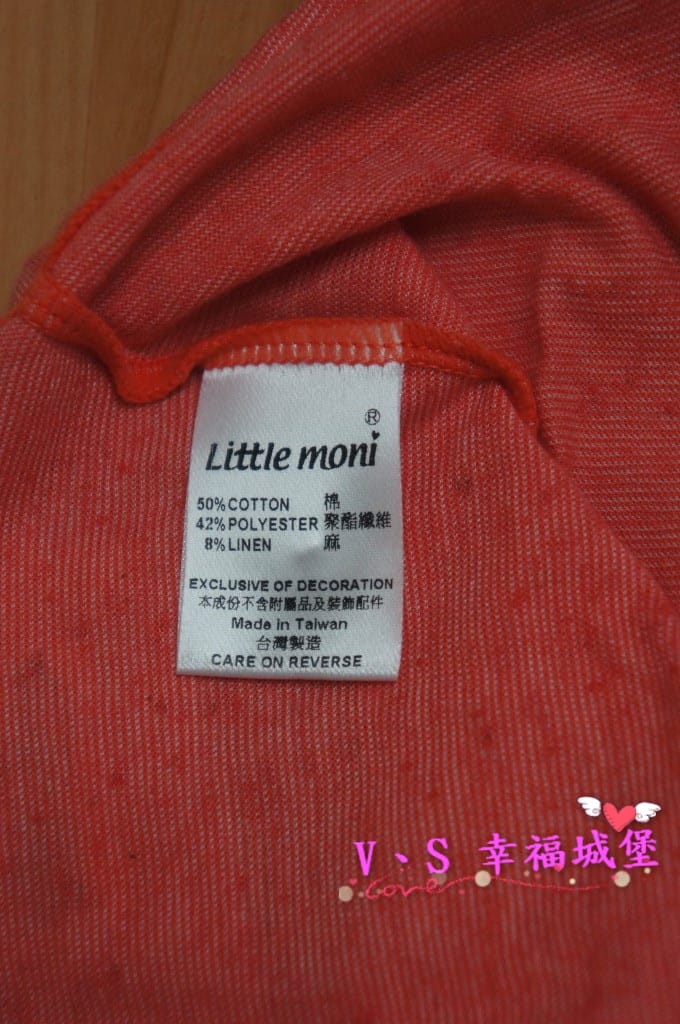 ®
Little moni
50% COTTON 棉
42% POLYESTER 聚酯纖維
8% LINEN 麻
EXCLUSIVE OF DECORATION
本成份不含附屬品及裝飾配件
Made in Taiwan
台灣製造
CARE ON REVERSE
V、S 幸福城堡
Love